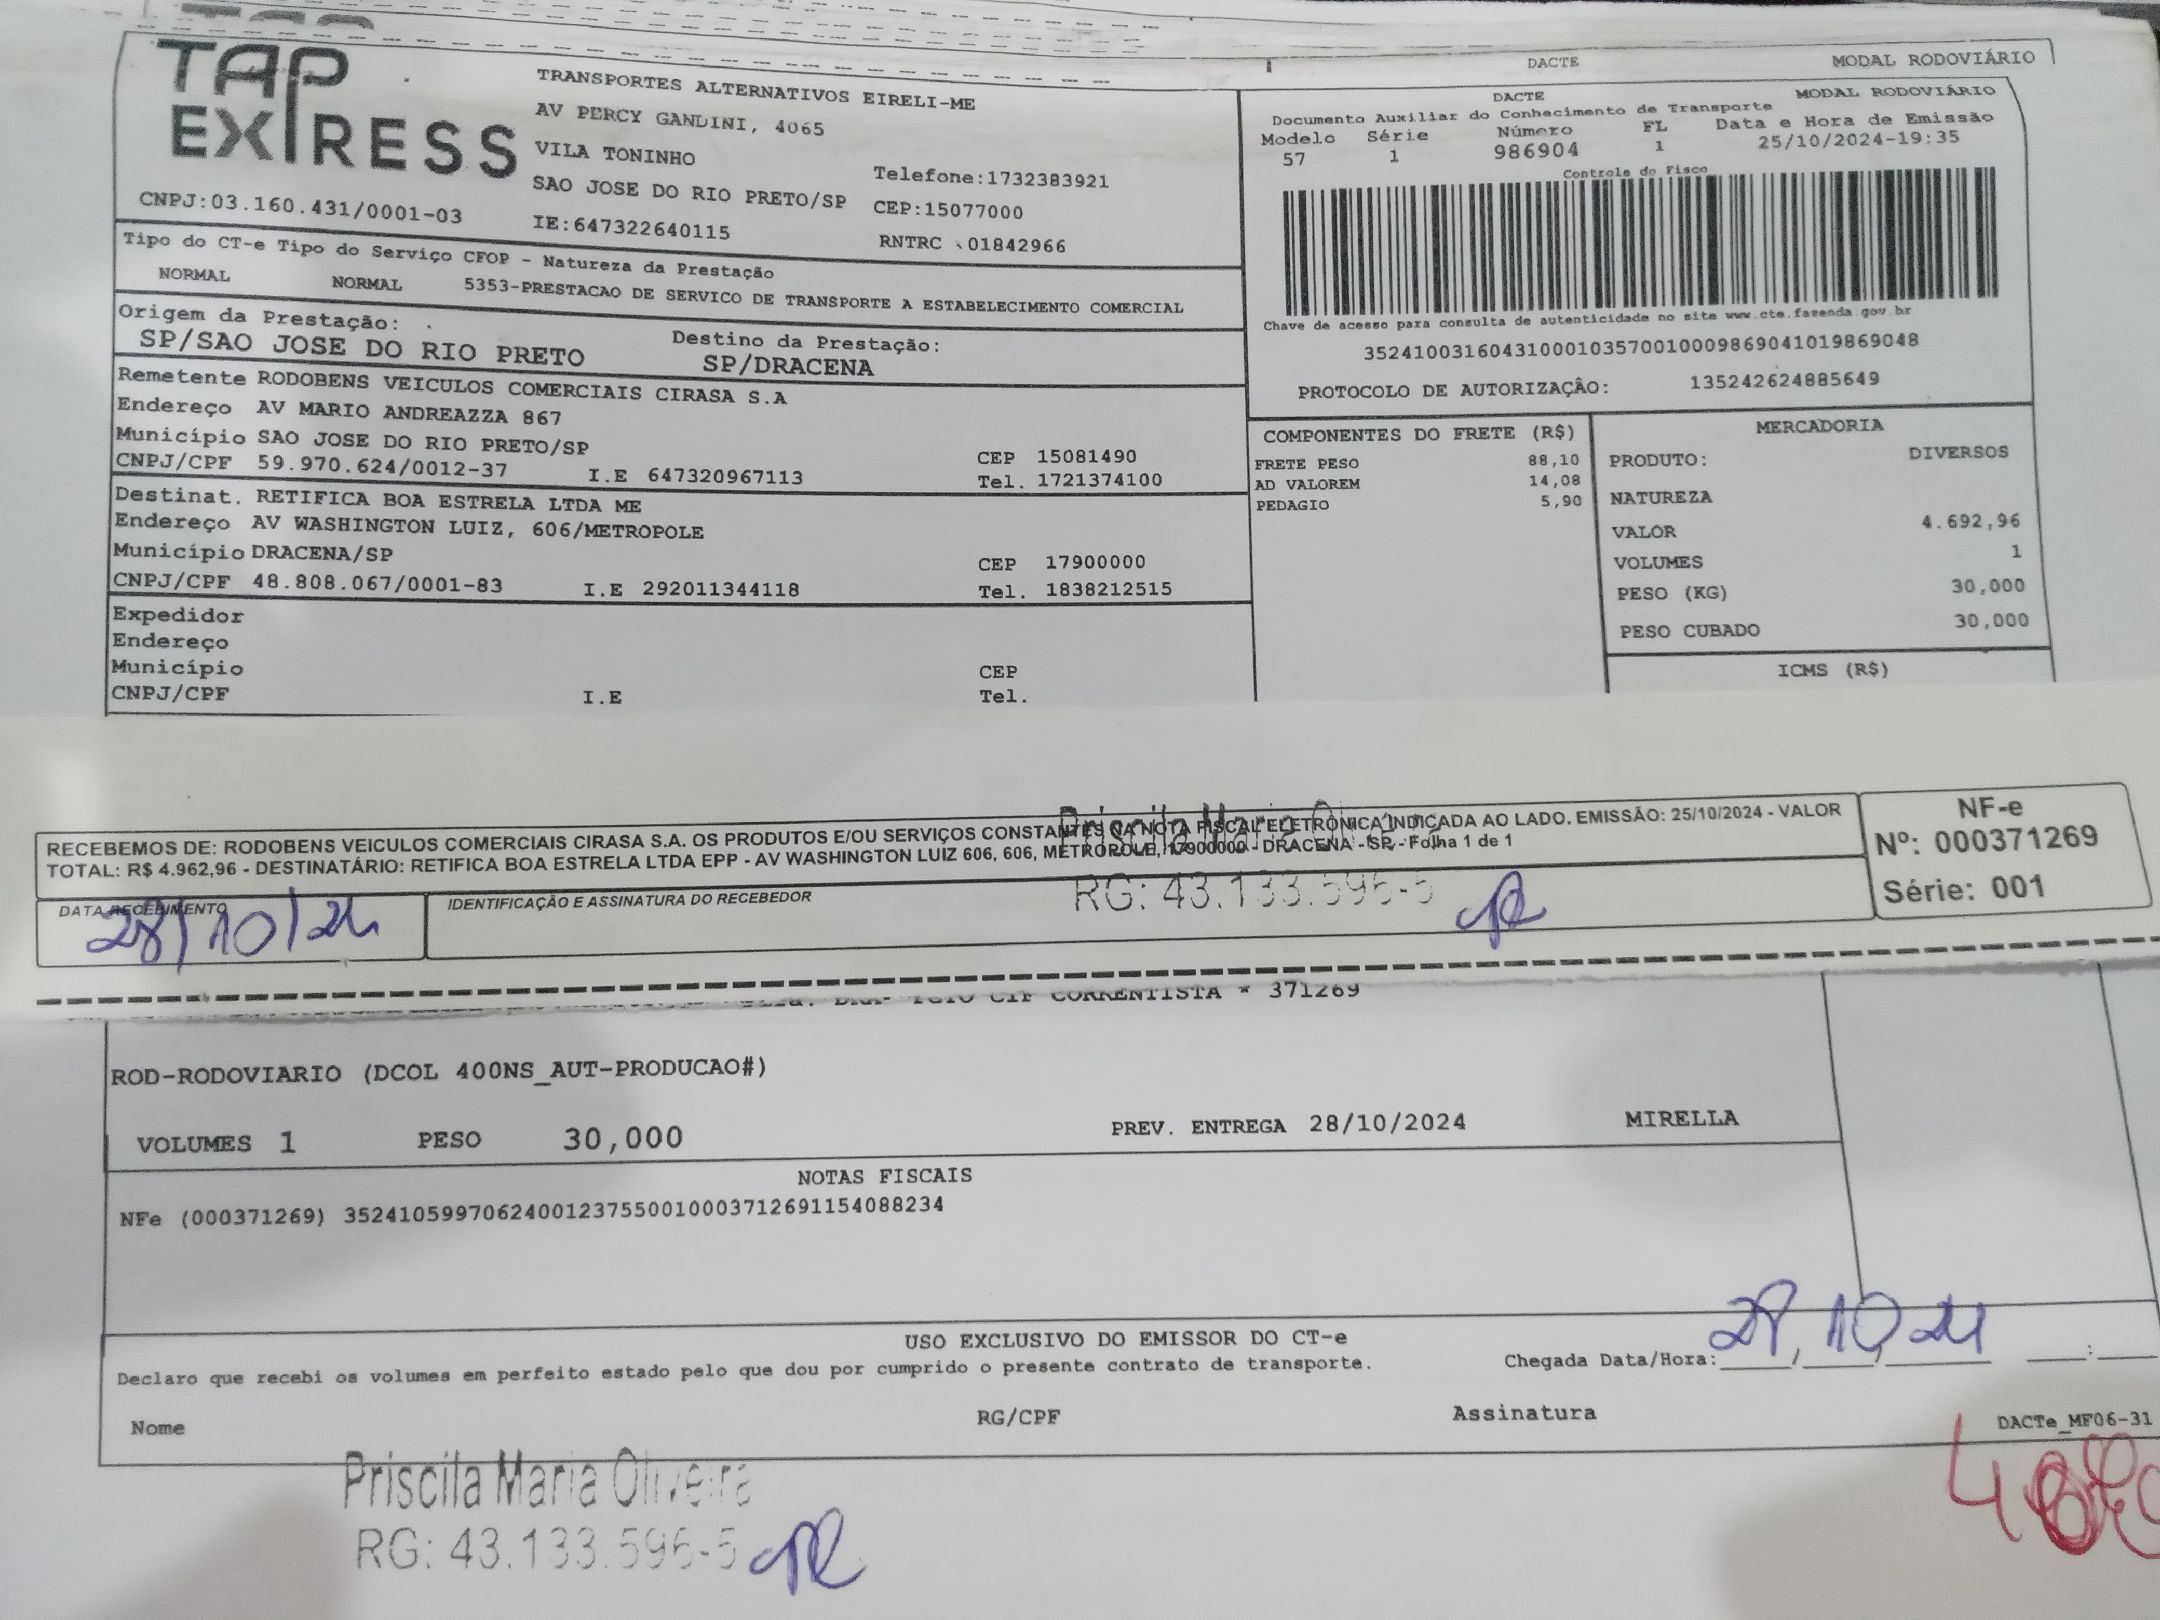 TAP
EXPRESS
TRANSPORTES ALTERNATIVOS EIRELI-ME
AV PERCY GANDINI, 4065
VILA TONINHO
SAO JOSE DO RIO PRETO/SP
IE:647322640115
Telefone:1732383921
CEP:15077000
RNTRC :01842966
CNPJ:03.160.431/0001-03
DACTE MODAL RODOVIÁRIO
DACTE MODAL RODOVIÁRIO
Documento Auxiliar do Conhecimento de Transporte
Modelo Série Número FL Data e Hora de Emissão
57 1 986904 1 25/10/2024-19:35
Controle do Fisco
Chave de acesso para consulta de autenticidade no site www.cte.fazenda.gov.br
35241003160431000103570010009869041019869048
PROTOCOLO DE AUTORIZAÇÃO: 135242624885649
Tipo do CT-e Tipo do Serviço CFOP - Natureza da Prestação
NORMAL NORMAL 5353-PRESTACAO DE SERVICO DE TRANSPORTE A ESTABELECIMENTO COMERCIAL
Origem da Prestação: Destino da Prestação:
SP/SAO JOSE DO RIO PRETO SP/DRACENA
Remetente RODOBENS VEICULOS COMERCIAIS CIRASA S.A
Endereço AV MARIO ANDREAZZA 867
Município SAO JOSE DO RIO PRETO/SP CEP 15081490
CNPJ/CPF 59.970.624/0012-37 I.E 647320967113 Tel. 1721374100
Destinat. RETIFICA BOA ESTRELA LTDA ME
Endereço AV WASHINGTON LUIZ, 606/METROPOLE
Município DRACENA/SP CEP 17900000
CNPJ/CPF 48.808.067/0001-83 I.E 292011344118 Tel. 1838212515
Expedidor
Endereço
Município CEP
CNPJ/CPF I.E Tel.
COMPONENTES DO FRETE (R$)
FRETE PESO 88,10
AD VALOREM 14,08
PEDAGIO 5,90
MERCADORIA
PRODUTO: DIVERSOS
NATUREZA
VALOR 4.692,96
VOLUMES 1
PESO (KG) 30,000
PESO CUBADO 30,000
ICMS (R$)
RECEBEMOS DE: RODOBENS VEICULOS COMERCIAIS CIRASA S.A. OS PRODUTOS E/OU SERVIÇOS CONSTANTES NA NOTA FISCAL ELETRÔNICA INDICADA AO LADO. EMISSÃO: 25/10/2024 - VALOR
TOTAL: R$ 4.962,96 - DESTINATÁRIO: RETIFICA BOA ESTRELA LTDA EPP - AV WASHINGTON LUIZ 606, 606, METROPOLE, 17900000 - DRACENA - SP - Folha 1 de 1
Priscila Maria
RG: 43.133.596-5
NF-e
Nº: 000371269
Série: 001
DATA RECEBIMENTO
28/10/24
IDENTIFICAÇÃO E ASSINATURA DO RECEBEDOR
CIF CORRENTISTA * 371269
ROD-RODOVIARIO (DCOL 400NS_AUT-PRODUCAO#)
VOLUMES 1 PESO 30,000 PREV. ENTREGA 28/10/2024 MIRELLA
NOTAS FISCAIS
NFe (000371269) 35241059970624001237550010003712691154088234
USO EXCLUSIVO DO EMISSOR DO CT-e
Declaro que recebi os volumes em perfeito estado pelo que dou por cumprido o presente contrato de transporte.
Chegada Data/Hora: 28/10/24 :
Nome RG/CPF Assinatura
DACTe_MF06-31
Priscila Maria Oliveira
RG: 43.133.596-5